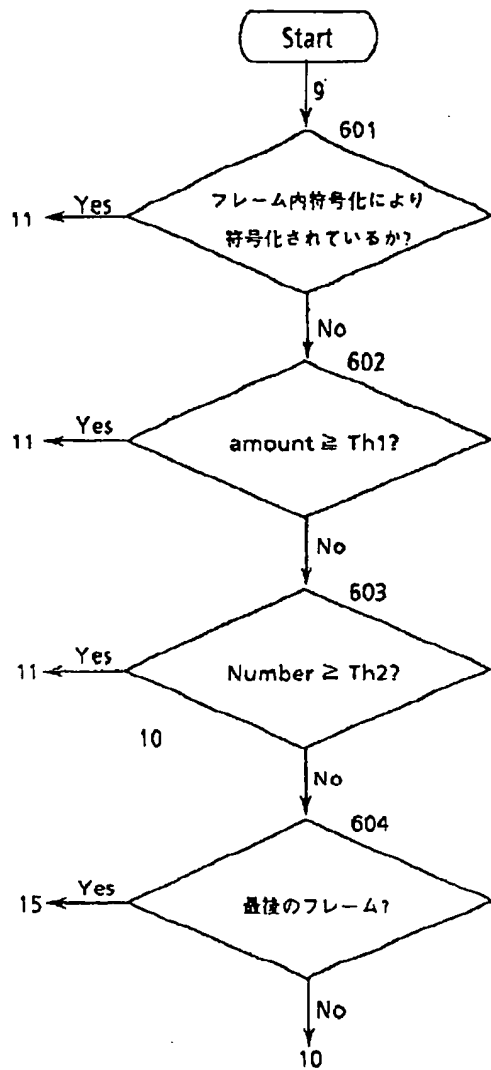 Start
9
601
フレーム内符号化により
符号化されているか?
Yes
11
No
602
amount ≧ Th1?
Yes
11
No
603
Number ≧ Th2?
Yes
11
10
No
604
最後のフレーム?
Yes
15
No
10